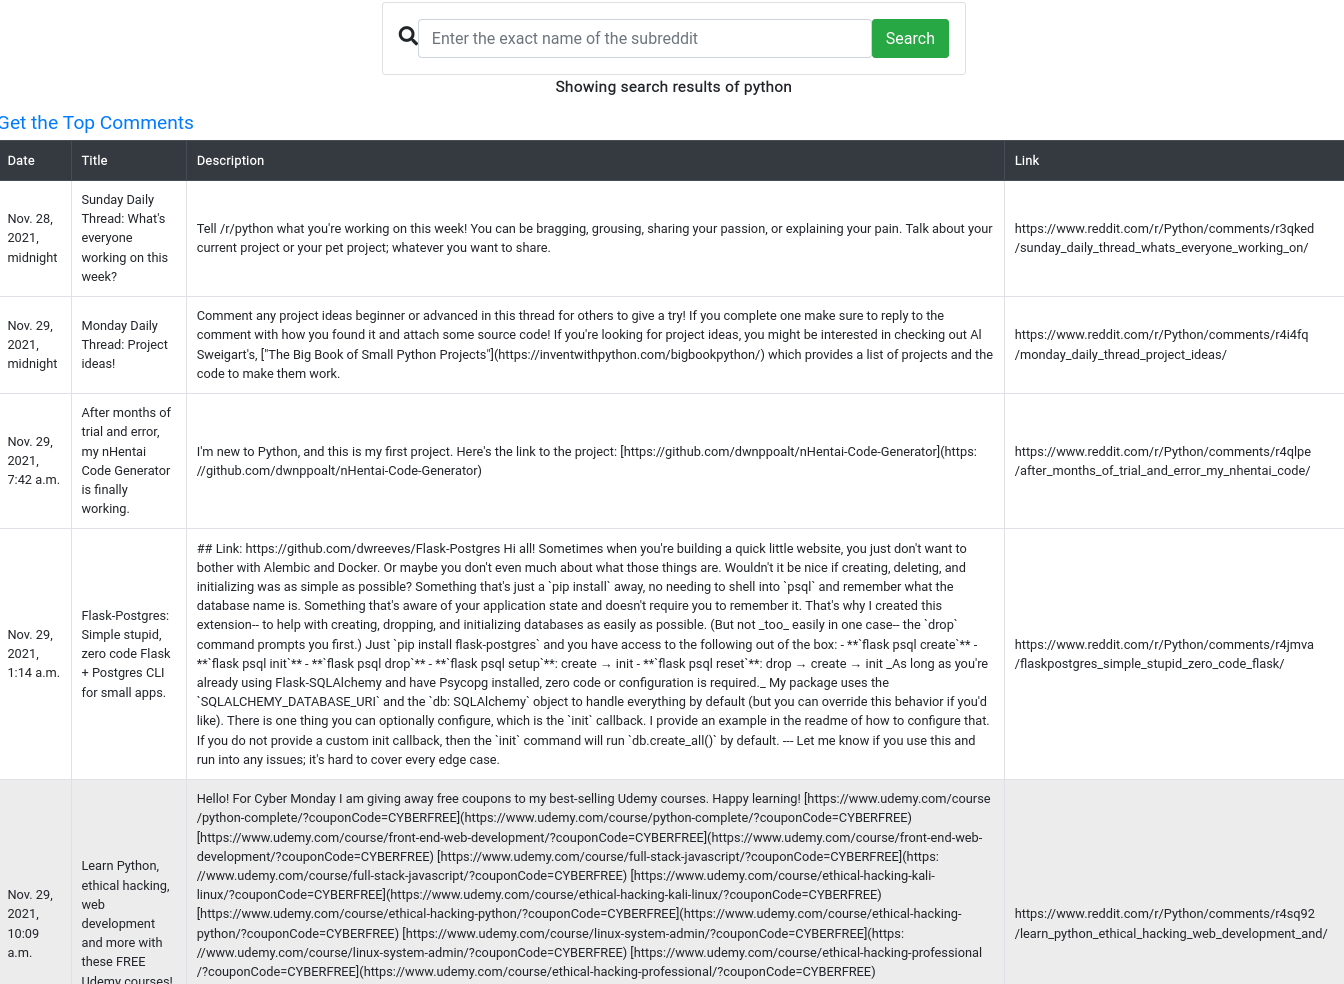 Enter the exact name of the subreddit
Search
Showing search results of python
Get the Top Comments
Date
Title
Description
Link
Nov. 28,
2021,
midnight
Sunday Daily
Thread: What's
everyone
working on this
week?
Tell /r/python what you're working on this week! You can be bragging, grousing, sharing your passion, or explaining your pain. Talk about your
current project or your pet project; whatever you want to share.
https://www.reddit.com/r/Python/comments/r3qked
/sunday_daily_thread_whats_everyone_working_on/
Nov. 29,
2021,
midnight
Monday Daily
Thread: Project
ideas!
Comment any project ideas beginner or advanced in this thread for others to give a try! If you complete one make sure to reply to the
comment with how you found it and attach some source code! If you're looking for project ideas, you might be interested in checking out Al
Sweigart's, ["The Big Book of Small Python Projects"](https://inventwithpython.com/bigbookpython/) which provides a list of projects and the
code to make them work.
https://www.reddit.com/r/Python/comments/r4i4fq
/monday_daily_thread_project_ideas/
Nov. 29,
2021,
7:42 a.m.
After months of
trial and error,
my nHentai
Code Generator
is finally
working.
I'm new to Python, and this is my first project. Here's the link to the project: [https://github.com/dwnppoalt/nHentai-Code-Generator](https:
//github.com/dwnppoalt/nHentai-Code-Generator)
https://www.reddit.com/r/Python/comments/r4qlpe
/after_months_of_trial_and_error_my_nhentai_code/
Nov. 29,
2021,
1:14 a.m.
Flask-Postgres:
Simple stupid,
zero code Flask
+ Postgres CLI
for small apps.
## Link: https://github.com/dwreeves/Flask-Postgres Hi all! Sometimes when you're building a quick little website, you just don't want to
bother with Alembic and Docker. Or maybe you don't even much about what those things are. Wouldn't it be nice if creating, deleting, and
initializing was as simple as possible? Something that's just a `pip install` away, no needing to shell into `psql` and remember what the
database name is. Something that's aware of your application state and doesn't require you to remember it. That's why I created this
extension-- to help with creating, dropping, and initializing databases as easily as possible. (But not _too_ easily in one case-- the `drop`
command prompts you first.) Just `pip install flask-postgres` and you have access to the following out of the box: - **`flask psql create`** -
**`flask psql init`** - **`flask psql drop`** - **`flask psql setup`**: create → init - **`flask psql reset`**: drop → create → init _As long as you're
already using Flask-SQLAlchemy and have Psycopg installed, zero code or configuration is required._ My package uses the
`SQLALCHEMY_DATABASE_URI` and the `db: SQLAlchemy` object to handle everything by default (but you can override this behavior if you'd
like). There is one thing you can optionally configure, which is the `init` callback. I provide an example in the readme of how to configure that.
If you do not provide a custom init callback, then the `init` command will run `db.create_all()` by default. --- Let me know if you use this and
run into any issues; it's hard to cover every edge case.
https://www.reddit.com/r/Python/comments/r4jmva
/flaskpostgres_simple_stupid_zero_code_flask/
Nov. 29,
2021,
10:09
a.m.
Learn Python,
ethical hacking,
web
development
and more with
these FREE
Udemy courses!
Hello! For Cyber Monday I am giving away free coupons to my best-selling Udemy courses. Happy learning! [https://www.udemy.com/course
/python-complete/?couponCode=CYBERFREE](https://www.udemy.com/course/python-complete/?couponCode=CYBERFREE)
[https://www.udemy.com/course/front-end-web-development/?couponCode=CYBERFREE](https://www.udemy.com/course/front-end-web-
development/?couponCode=CYBERFREE) [https://www.udemy.com/course/full-stack-javascript/?couponCode=CYBERFREE](https:
//www.udemy.com/course/full-stack-javascript/?couponCode=CYBERFREE) [https://www.udemy.com/course/ethical-hacking-kali-
linux/?couponCode=CYBERFREE](https://www.udemy.com/course/ethical-hacking-kali-linux/?couponCode=CYBERFREE)
[https://www.udemy.com/course/ethical-hacking-python/?couponCode=CYBERFREE](https://www.udemy.com/course/ethical-hacking-
python/?couponCode=CYBERFREE) [https://www.udemy.com/course/linux-system-admin/?couponCode=CYBERFREE](https:
//www.udemy.com/course/linux-system-admin/?couponCode=CYBERFREE) [https://www.udemy.com/course/ethical-hacking-professional
/?couponCode=CYBERFREE](https://www.udemy.com/course/ethical-hacking-professional/?couponCode=CYBERFREE)
https://www.reddit.com/r/Python/comments/r4sq92
/learn_python_ethical_hacking_web_development_and/